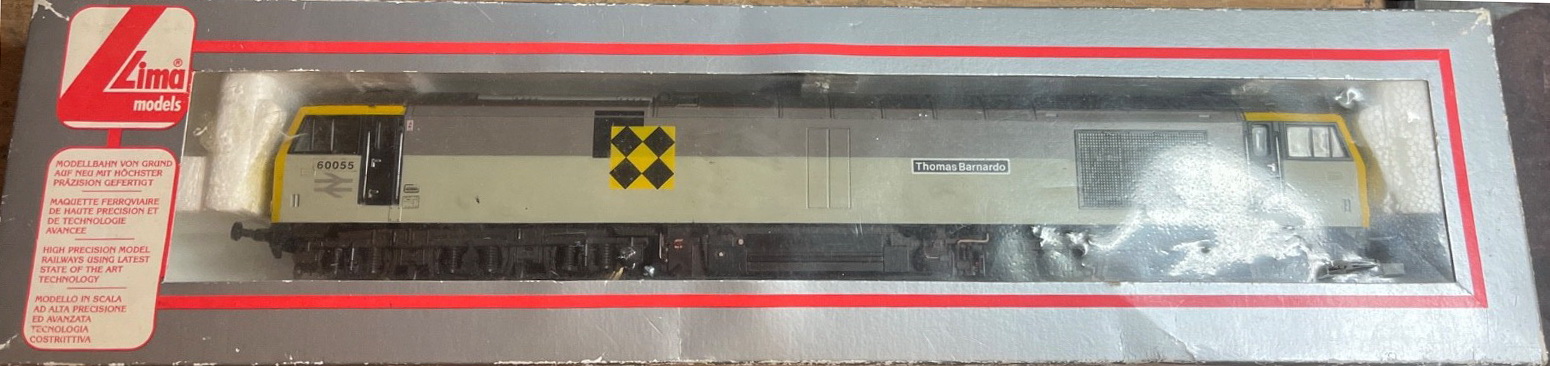 Lima®
models
MODELLBAHN VON GRUND
AUF NEU MIT HÖCHSTER
PRÄZISION GEFERTIGT
MAQUETTE FERROVIAIRE
DE HAUTE PRECISION ET
DE TECHNOLOGIE
AVANCEE
HIGH PRECISION MODEL
RAILWAYS USING LATEST
STATE OF THE ART
TECHNOLOGY
MODELLO IN SCALA
AD ALTA PRECISIONE
ED AVANZATA
TECNOLOGIA
COSTRUTTIVA
60055
Thomas Barnardo